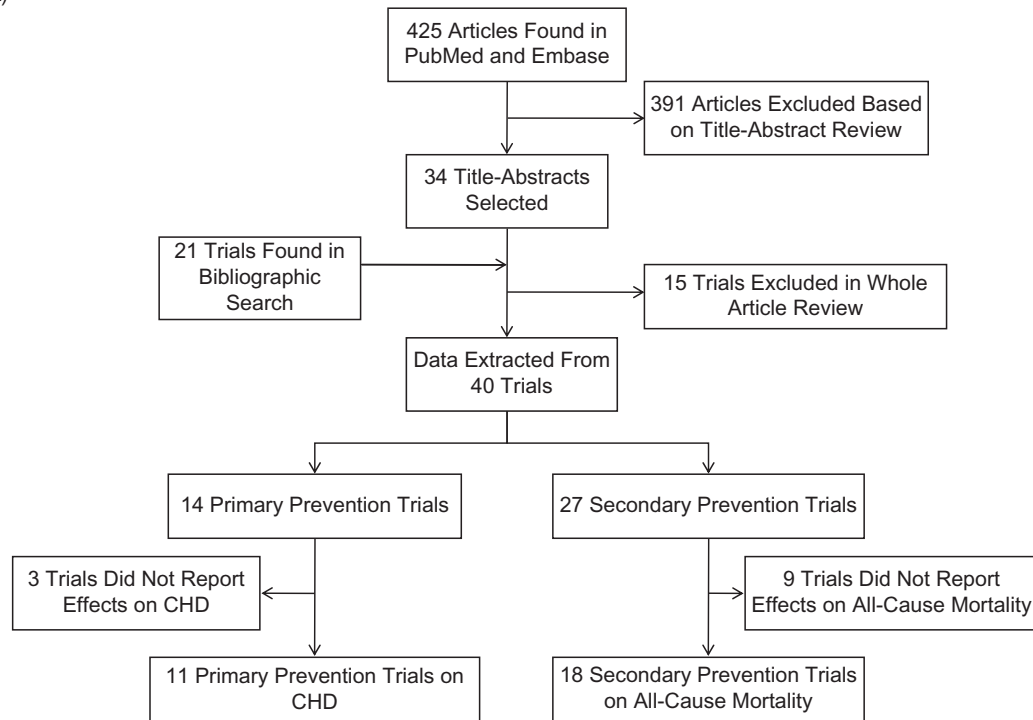 425 Articles Found in
PubMed and Embase
391 Articles Excluded Based
on Title-Abstract Review
34 Title-Abstracts
Selected
21 Trials Found in
Bibliographic
Search
15 Trials Excluded in Whole
Article Review
Data Extracted From
40 Trials
14 Primary Prevention Trials
27 Secondary Prevention Trials
3 Trials Did Not Report
Effects on CHD
9 Trials Did Not Report
Effects on All-Cause Mortality
11 Primary Prevention Trials on
CHD
18 Secondary Prevention Trials
on All-Cause Mortality